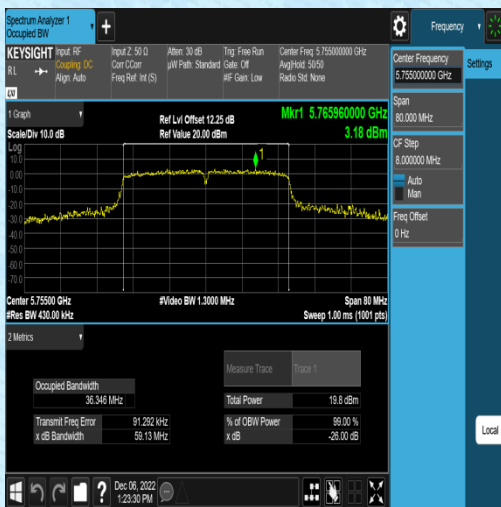 Spectrum Analyzer 1
Occupied BW
Frequency
KEYSIGHT
Input: RF
Coupling: DC
Align: Auto
Input Z: 50 Ω
Corr CCorr
Freq Ref: Int (S)
Atten: 30 dB
µW Path: Standard
Trig: Free Run
Gate: Off
#IF Gain: Low
Center Freq: 5.755000000 GHz
Avg|Hold: 50/50
Radio Std: None
RL
Center Frequency
5.755000000 GHz
Settings
Span
80.000 MHz
CF Step
8.000000 MHz
Auto
Man
Freq Offset
0 Hz
Local
1 Graph
Scale/Div 10.0 dB
Ref Lvl Offset 12.25 dB
Ref Value 20.00 dBm
Mkr1 5.765960000 GHz
3.18 dBm
Log
10.0
0.00
-10.0
-20.0
-30.0
-40.0
-50.0
-60.0
-70.0
1
Center 5.75500 GHz
#Res BW 430.00 kHz
#Video BW 1.3000 MHz
Span 80 MHz
Sweep 1.00 ms (1001 pts)
2 Metrics
Measure Trace
Trace 1
Occupied Bandwidth
36.346 MHz
Total Power
19.8 dBm
Transmit Freq Error
91.292 kHz
% of OBW Power
99.00 %
x dB Bandwidth
59.13 MHz
x dB
-26.00 dB
Dec 06, 2022
1:23:30 PM